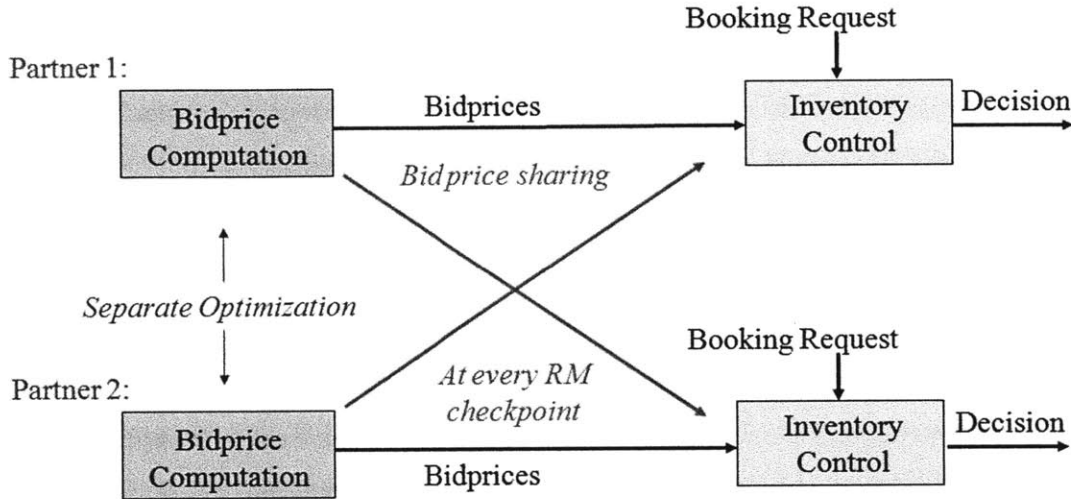 Booking Request
Partner 1:
Bidprice
Computation
Bidprices
Inventory
Control
Decision
Bidprice sharing
Separate Optimization
Booking Request
Partner 2:
At every RM
checkpoint
Bidprice
Computation
Bidprices
Inventory
Control
Decision